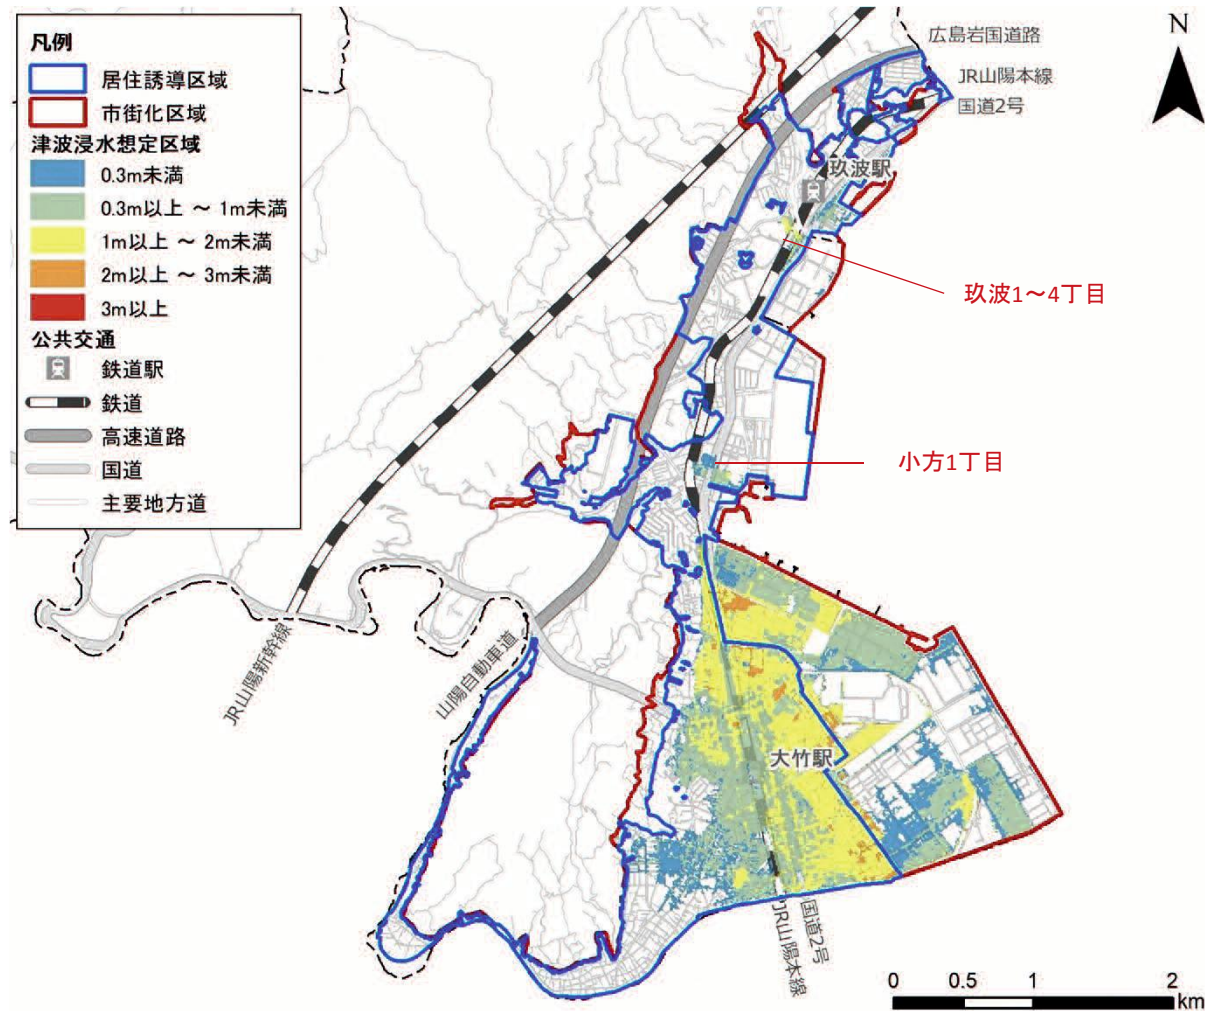 凡例
居住誘導区域
市街化区域
津波浸水想定区域
0.3m未満
0.3m以上 ～ 1m未満
1m以上 ～ 2m未満
2m以上 ～ 3m未満
3m以上
公共交通
鉄道駅
鉄道
高速道路
国道
主要地方道
N
広島岩国道路
JR山陽本線
国道2号
玖波駅
玖波1～4丁目
小方1丁目
JR山陽新幹線
山陽自動車道
大竹駅
国道2号
JR山陽本線
0 0.5 1 2
km